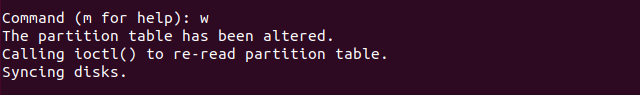 Command (m for help): w
The partition table has been altered.
Calling ioctl() to re-read partition table.
Syncing disks.